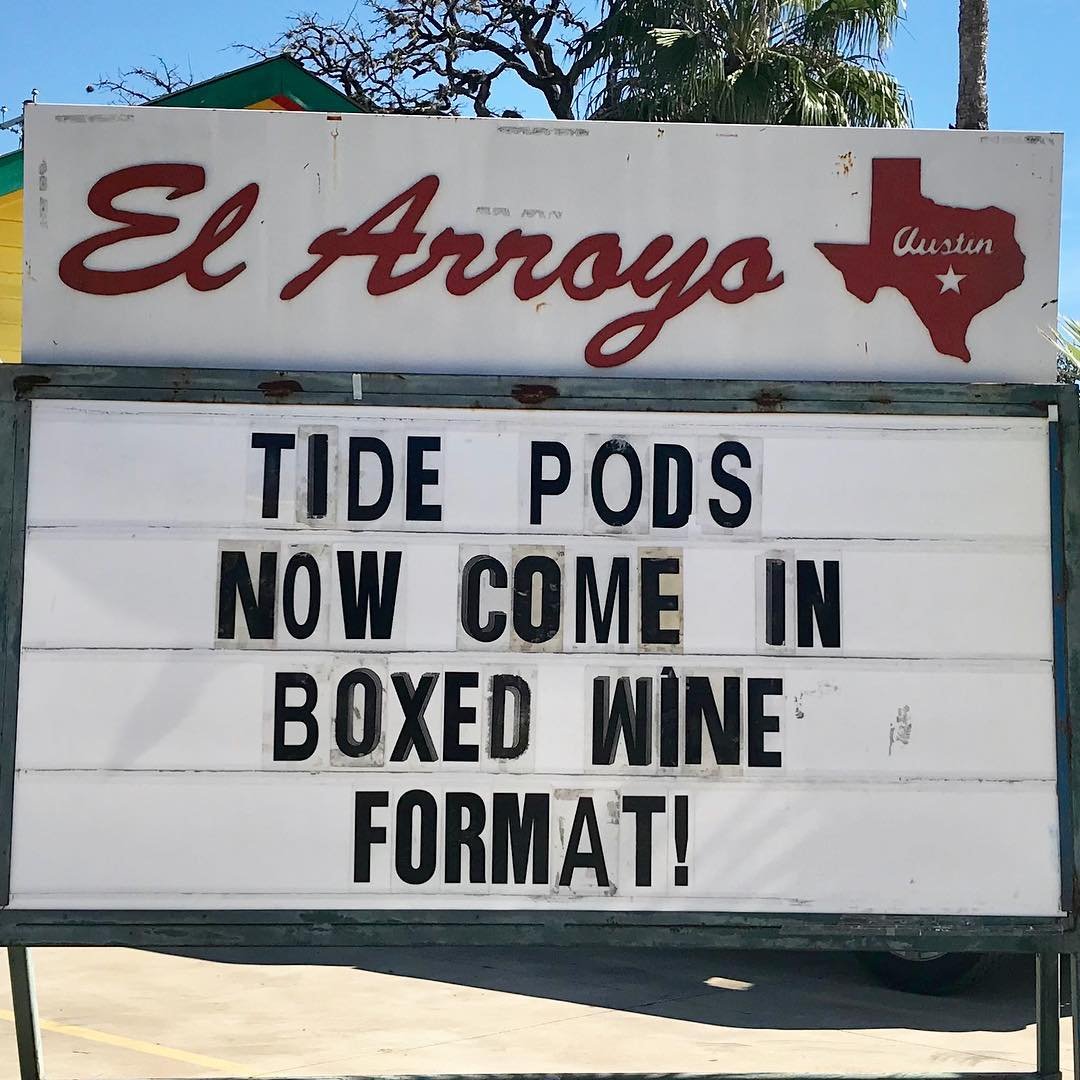 El Arroyo
Austin
TIDE PODS
NOW COME IN
BOXED WINE
FORMAT!